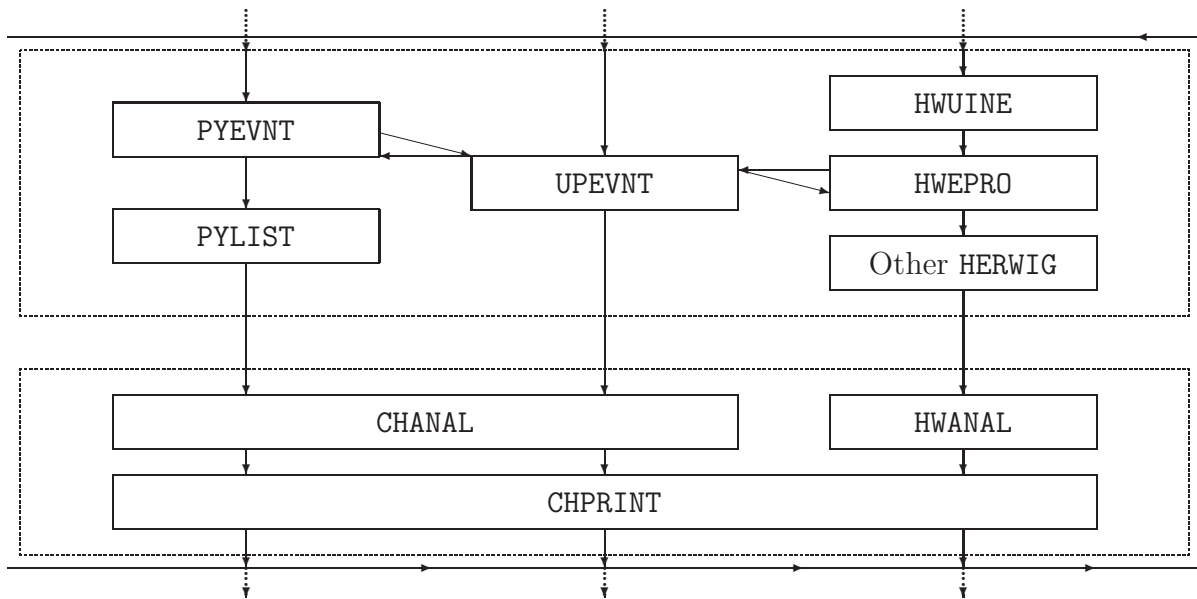 HWUINE
PYEVNT
UPEVNT
HWEPRO
PYLIST
Other HERWIG
CHANAL
HWANAL
CHPRINT